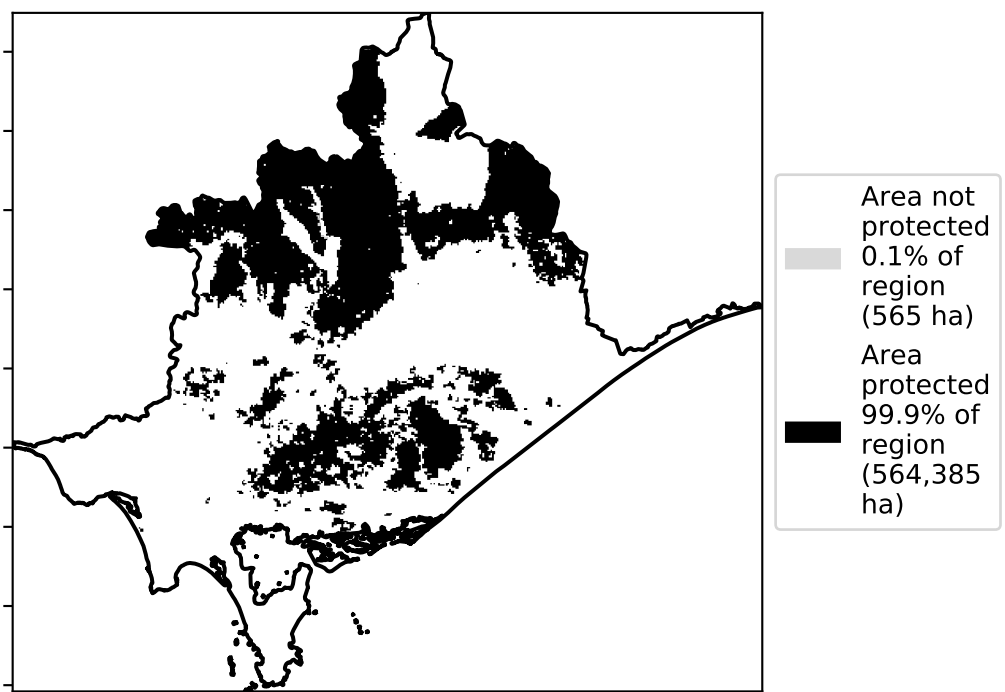 Area not
protected
0.1% of
region
(565 ha)
Area
protected
99.9% of
region
(564,385
ha)